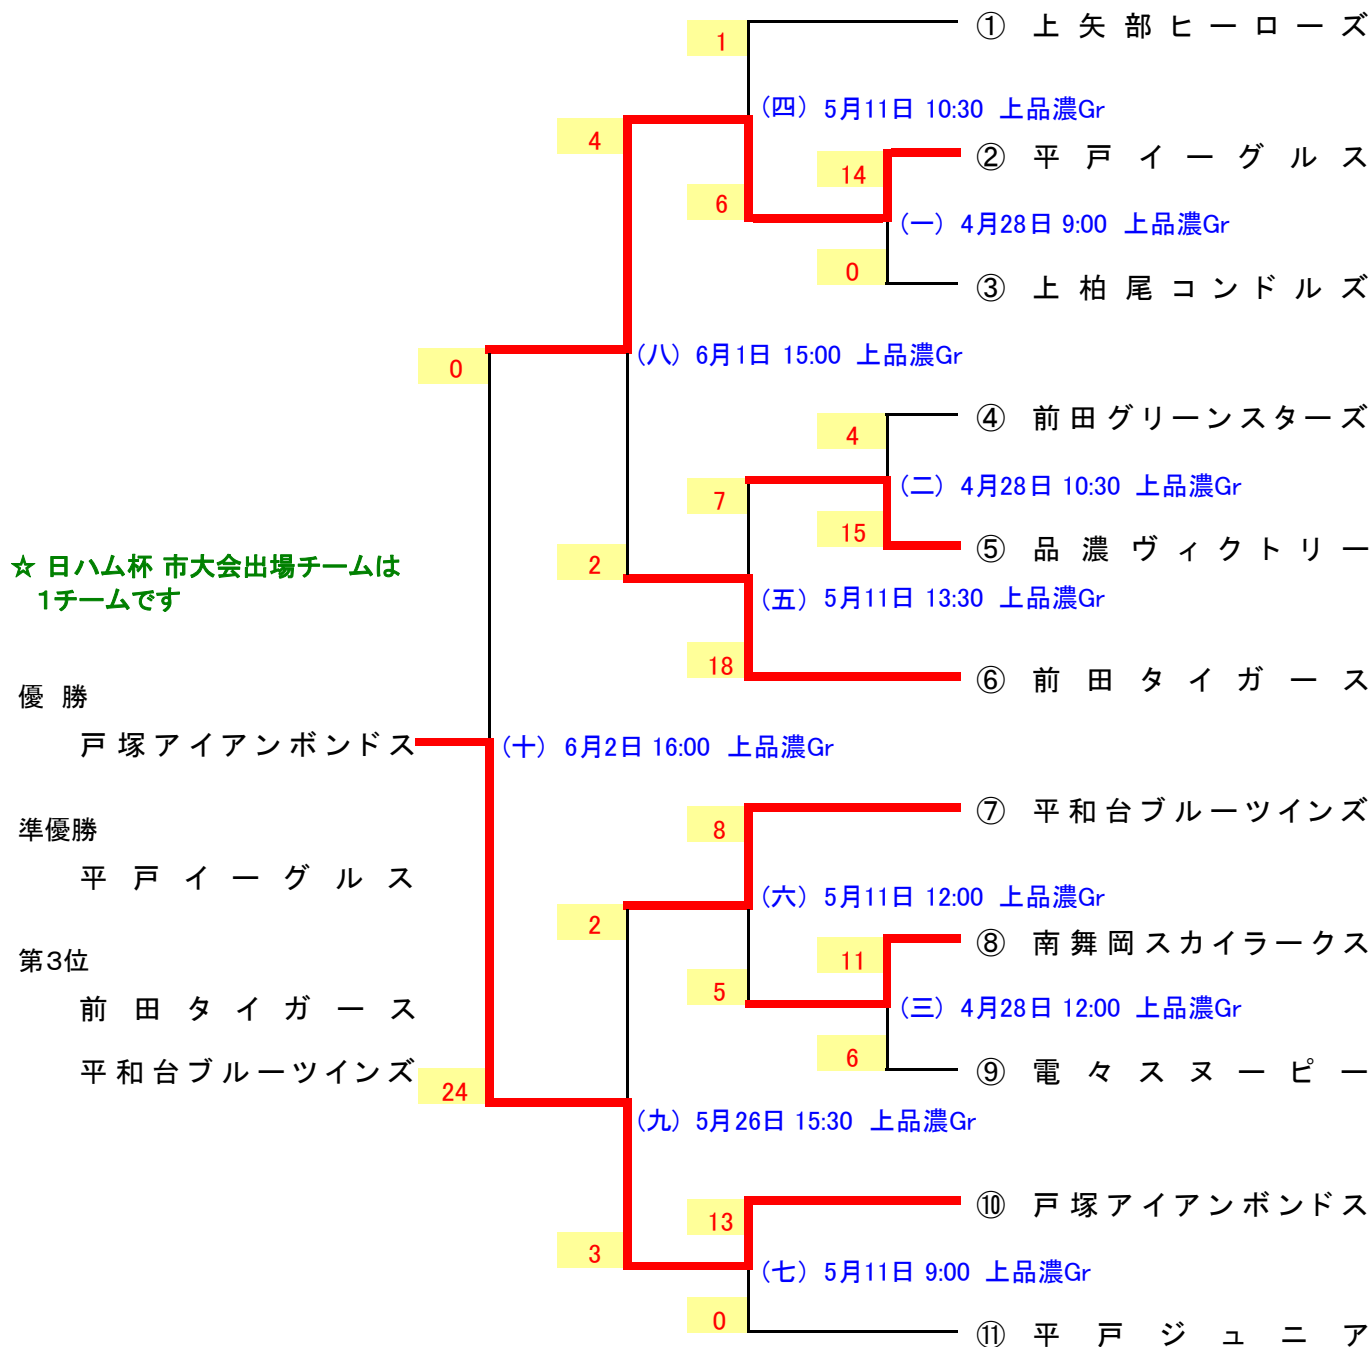 1
① 上矢部ヒーローズ
(四) 5月11日 10:30 上品濃Gr
4
14
② 平戸イーグルス
6
(一) 4月28日 9:00 上品濃Gr
0
③ 上柏尾コンドルズ
0
(八) 6月1日 15:00 上品濃Gr
4
④ 前田グリーンスターズ
7
(二) 4月28日 10:30 上品濃Gr
15
⑤ 品濃ヴィクトリー
☆ 日ハム杯 市大会出場チームは
1チームです
2
(五) 5月11日 13:30 上品濃Gr
18
⑥ 前田タイガース
優 勝
戸塚アイアンボンドス
(十) 6月2日 16:00 上品濃Gr
8
⑦ 平和台ブルーツインズ
準優勝
平戸イーグルス
2
(六) 5月11日 12:00 上品濃Gr
11
⑧ 南舞岡スカイラークス
第3位
前田タイガース
5
(三) 4月28日 12:00 上品濃Gr
6
⑨ 電々スヌーピー
平和台ブルーツインズ
24
(九) 5月26日 15:30 上品濃Gr
13
⑩ 戸塚アイアンボンドス
3
(七) 5月11日 9:00 上品濃Gr
0
⑪ 平戸ジュニア